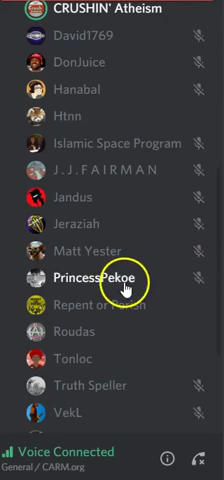 CRUSHIN' Atheism
David1769
DonJuice
Hanabal
Htnn
Islamic Space Program
J . J . F A I R M A N
Jandus
Jeraziah
Matt Yester
PrincessPekoe
Repent or Perish
Roudas
Tonloc
Truth Speller
VekL
Voice Connected
General / CARM.org